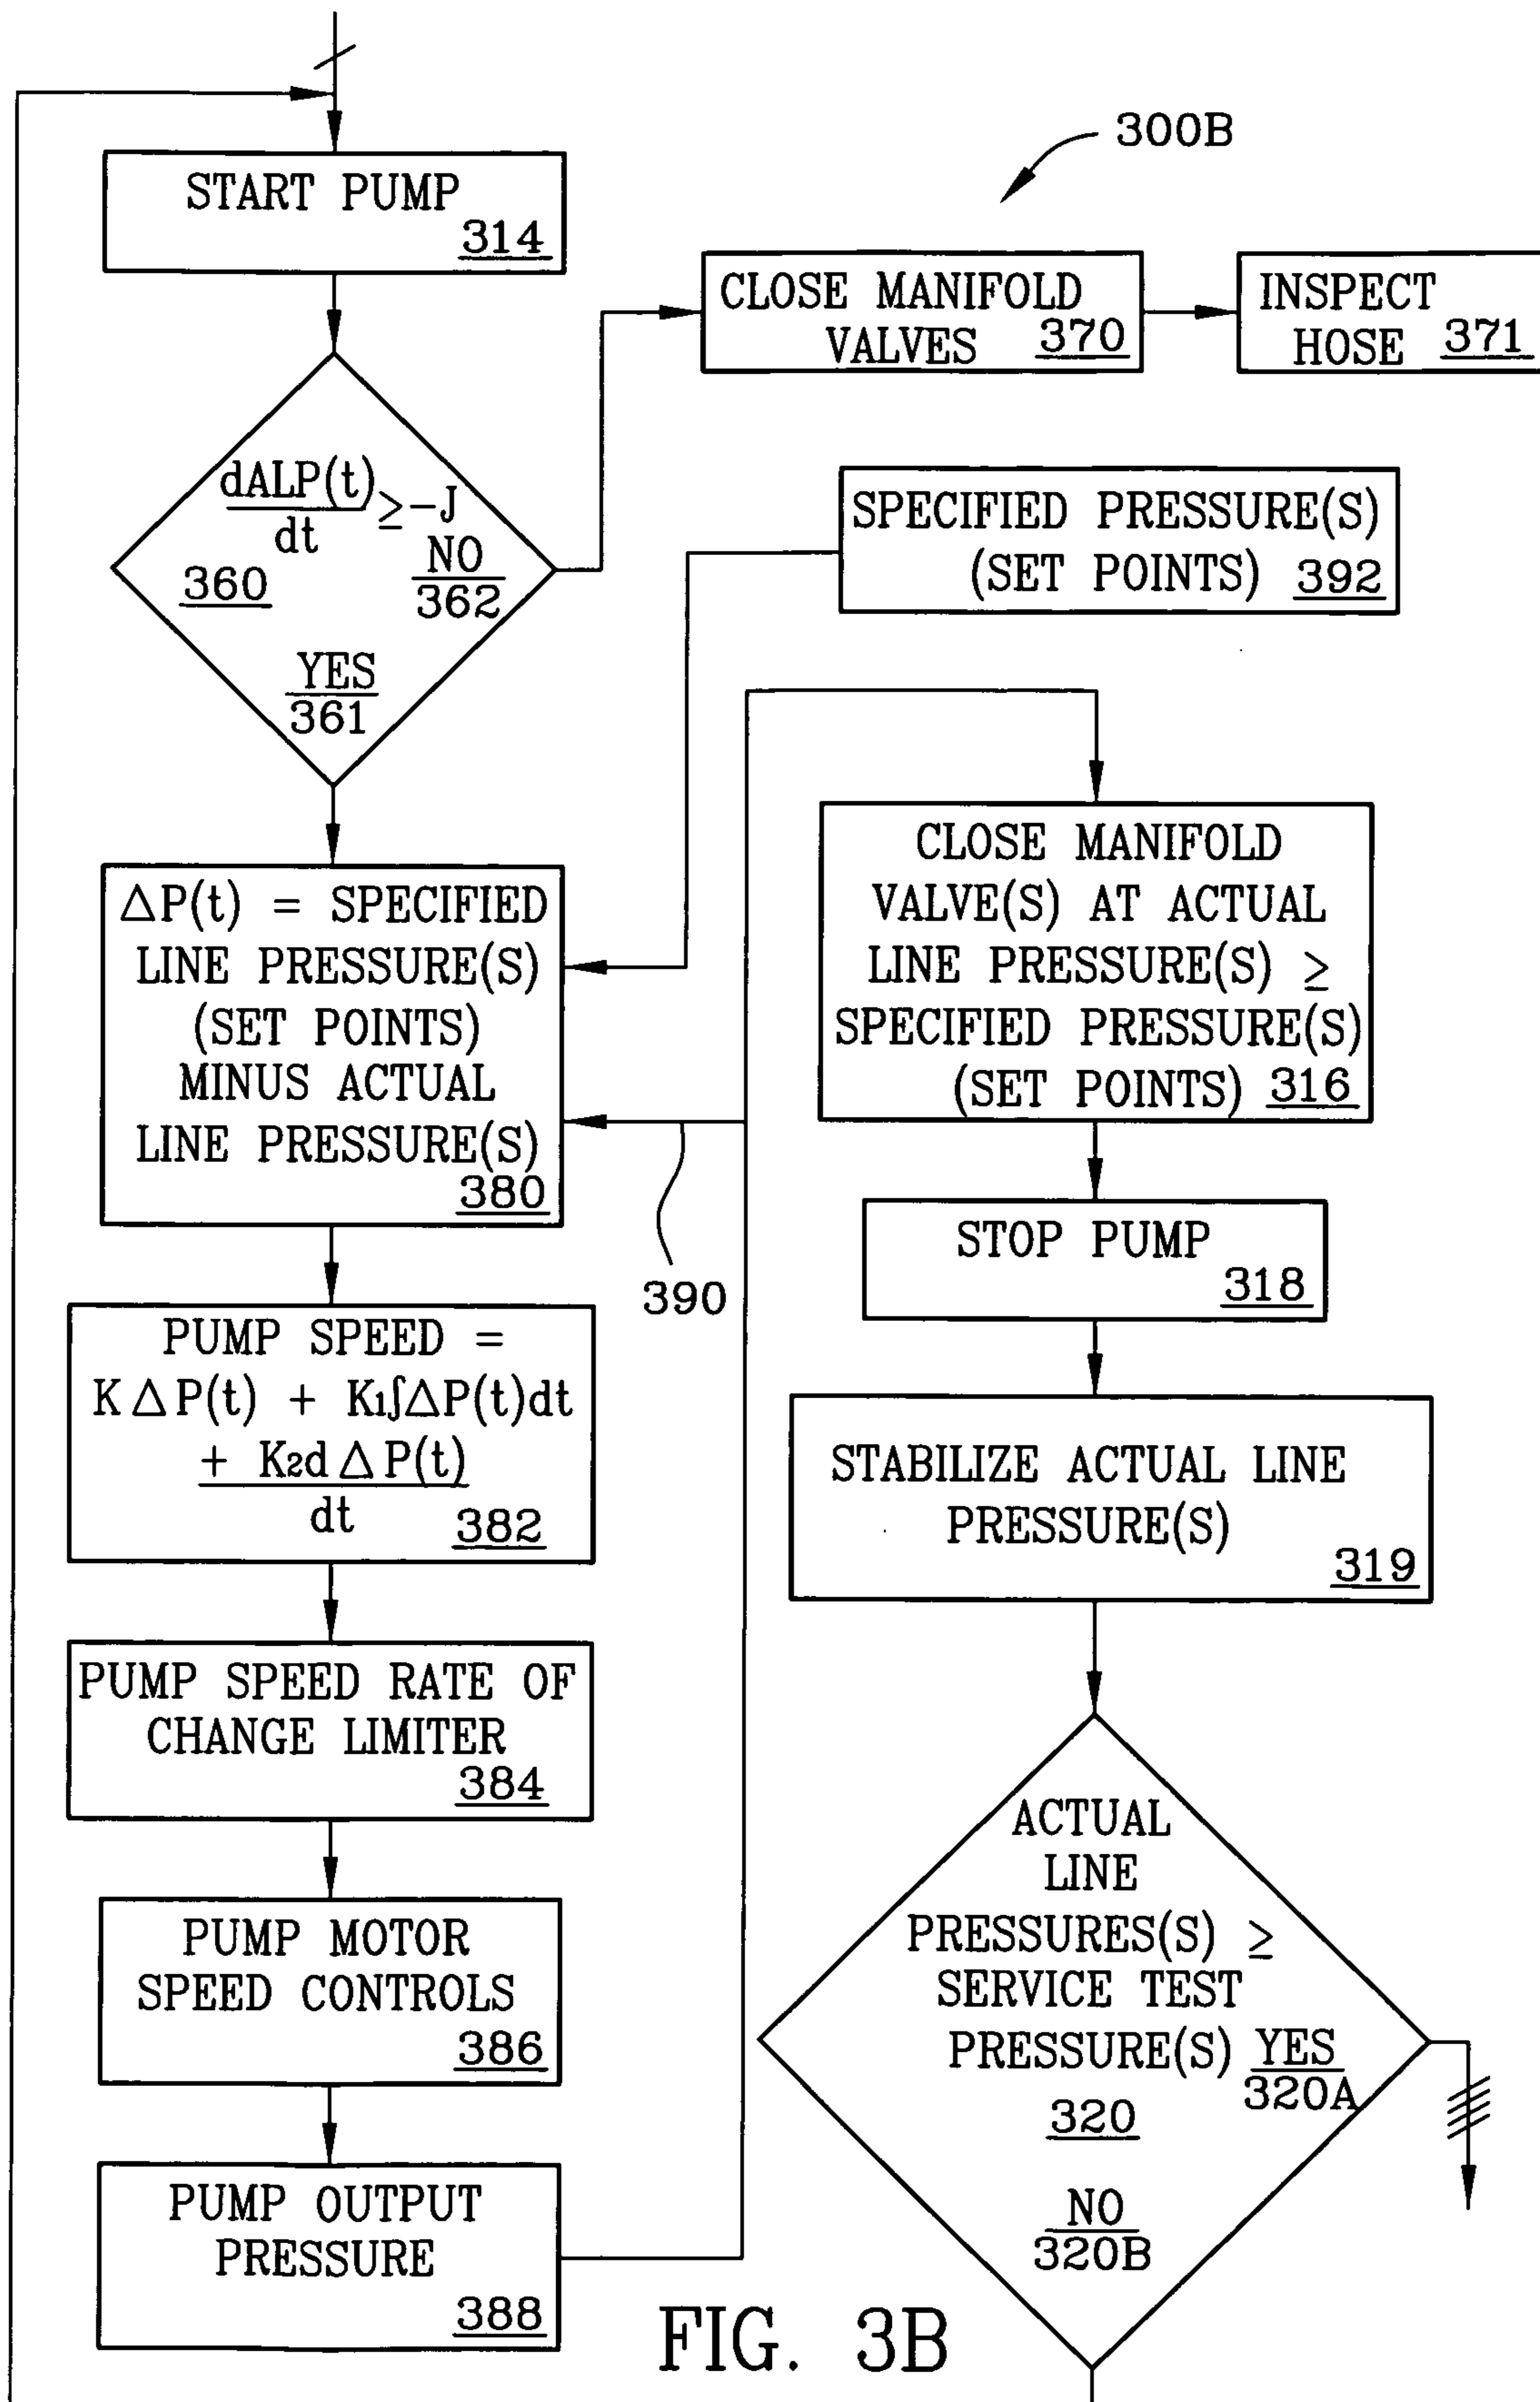 300B
START PUMP
314
CLOSE MANIFOLD
VALVES 370
INSPECT
HOSE 371
dALP(t)
dt
≥-J
NO
362
360
YES
361
SPECIFIED PRESSURE(S)
(SET POINTS) 392
ΔP(t) = SPECIFIED
LINE PRESSURE(S)
(SET POINTS)
MINUS ACTUAL
LINE PRESSURE(S)
380
390
PUMP SPEED =
KΔP(t) + K1∫ΔP(t)dt
+ K2dΔP(t)
dt
382
PUMP SPEED RATE OF
CHANGE LIMITER
384
PUMP MOTOR
SPEED CONTROLS
386
PUMP OUTPUT
PRESSURE
388
CLOSE MANIFOLD
VALVE(S) AT ACTUAL
LINE PRESSURE(S) ≥
SPECIFIED PRESSURE(S)
(SET POINTS) 316
STOP PUMP
318
STABILIZE ACTUAL LINE
PRESSURE(S)
319
ACTUAL
LINE
PRESSURES(S) ≥
SERVICE TEST
PRESSURE(S) YES
320A
320
NO
320B
FIG. 3B